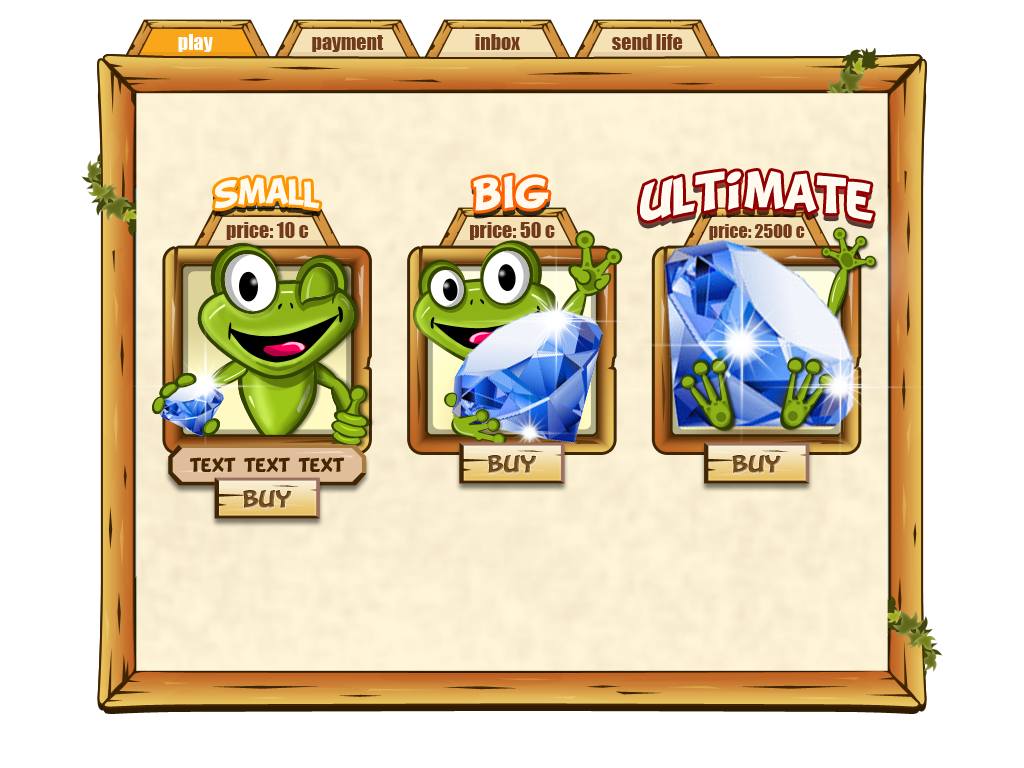 play
payment
inbox
send life
SMALL
price: 10 c
TEXT TEXT TEXT
BUY
BIG
price: 50 c
BUY
ULTiMATE
price: 2500 c
BUY